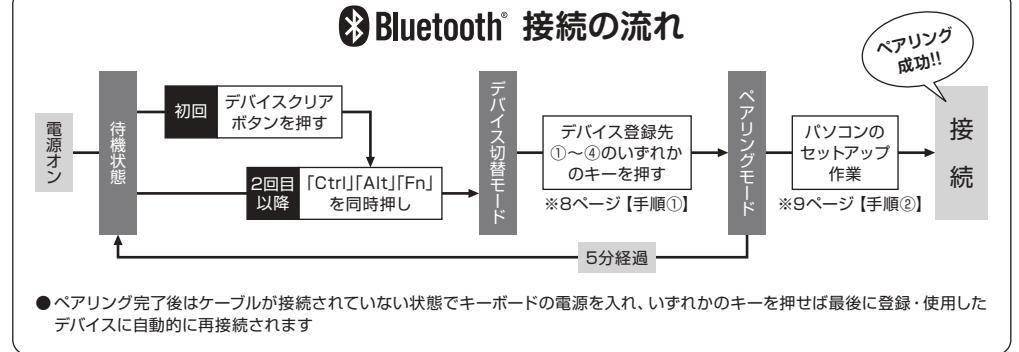 Bluetooth® 接続の流れ
ペアリング
成功!!
電源オン
待機状態
初回
デバイスクリア
ボタンを押す
2回目
以降
「Ctrl」「Alt」「Fn」
を同時押し
デバイス切替モード
デバイス登録先
①〜④のいずれか
のキーを押す
※8ページ【手順①】
ペアリングモード
パソコンの
セットアップ
作業
※9ページ【手順②】
接続
5分経過
●ペアリング完了後はケーブルが接続されていない状態でキーボードの電源を入れ、いずれかのキーを押せば最後に登録・使用した
デバイスに自動的に再接続されます